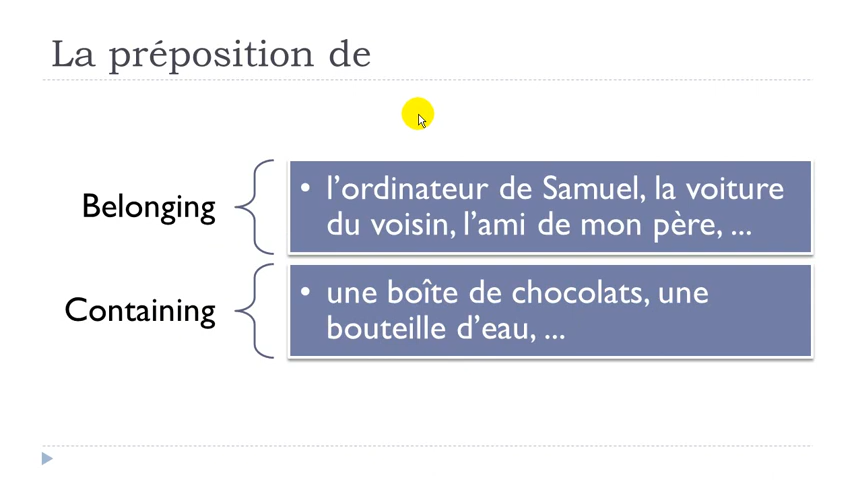 La préposition de
Belonging
• l’ordinateur de Samuel, la voiture
du voisin, l’ami de mon père, ...
Containing
• une boîte de chocolats, une
bouteille d’eau, ...